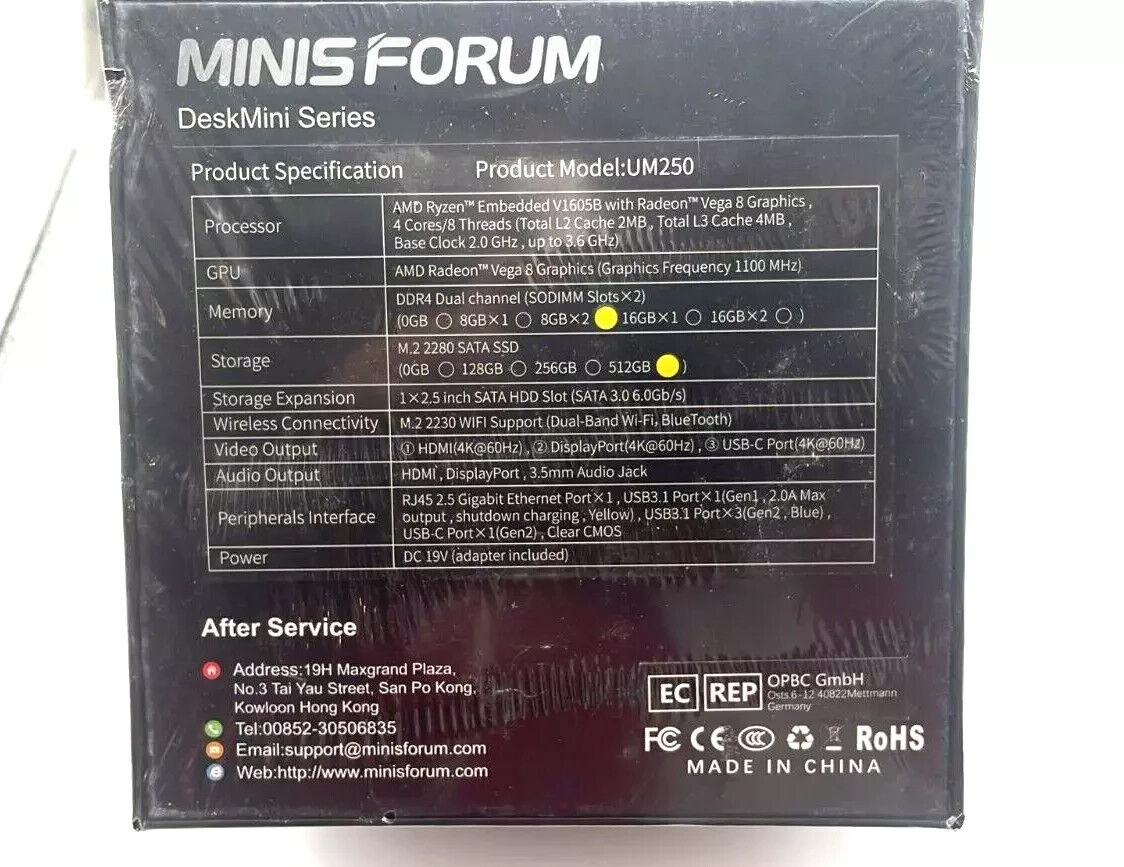 MINISFORUM
DeskMini Series
Product Specification Product Model:UM250
Processor AMD Ryzen™ Embedded V1605B with Radeon™ Vega 8 Graphics ,
4 Cores/8 Threads (Total L2 Cache 2MB , Total L3 Cache 4MB ,
Base Clock 2.0 GHz , up to 3.6 GHz)
GPU AMD Radeon™ Vega 8 Graphics (Graphics Frequency 1100 MHz)
Memory DDR4 Dual channel (SODIMM Slots×2)
(0GB ○ 8GB×1 ○ 8GB×2 ● 16GB×1 ○ 16GB×2 ○ )
Storage M.2 2280 SATA SSD
(0GB ○ 128GB ○ 256GB ○ 512GB ● )
Storage Expansion 1×2.5 inch SATA HDD Slot (SATA 3.0 6.0Gb/s)
Wireless Connectivity M.2 2230 WIFI Support (Dual-Band Wi-Fi, BlueTooth)
Video Output ① HDMI(4K@60Hz) , ② DisplayPort(4K@60Hz) , ③ USB-C Port(4K@60Hz)
Audio Output HDMI , DisplayPort , 3.5mm Audio Jack
Peripherals Interface RJ45 2.5 Gigabit Ethernet Port×1 , USB3.1 Port×1(Gen1 , 2.0A Max
output , shutdown charging , Yellow) , USB3.1 Port×3(Gen2 , Blue) ,
USB-C Port×1(Gen2) , Clear CMOS
Power DC 19V (adapter included)
After Service
Address:19H Maxgrand Plaza,
No.3 Tai Yau Street, San Po Kong,
Kowloon Hong Kong
Tel:00852-30506835
Email:support@minisforum.com
Web:http://www.minisforum.com
EC REP OPBC GmbH
Osts.6-12 40822Mettmann
Germany
FC CE CCC RoHS
MADE IN CHINA